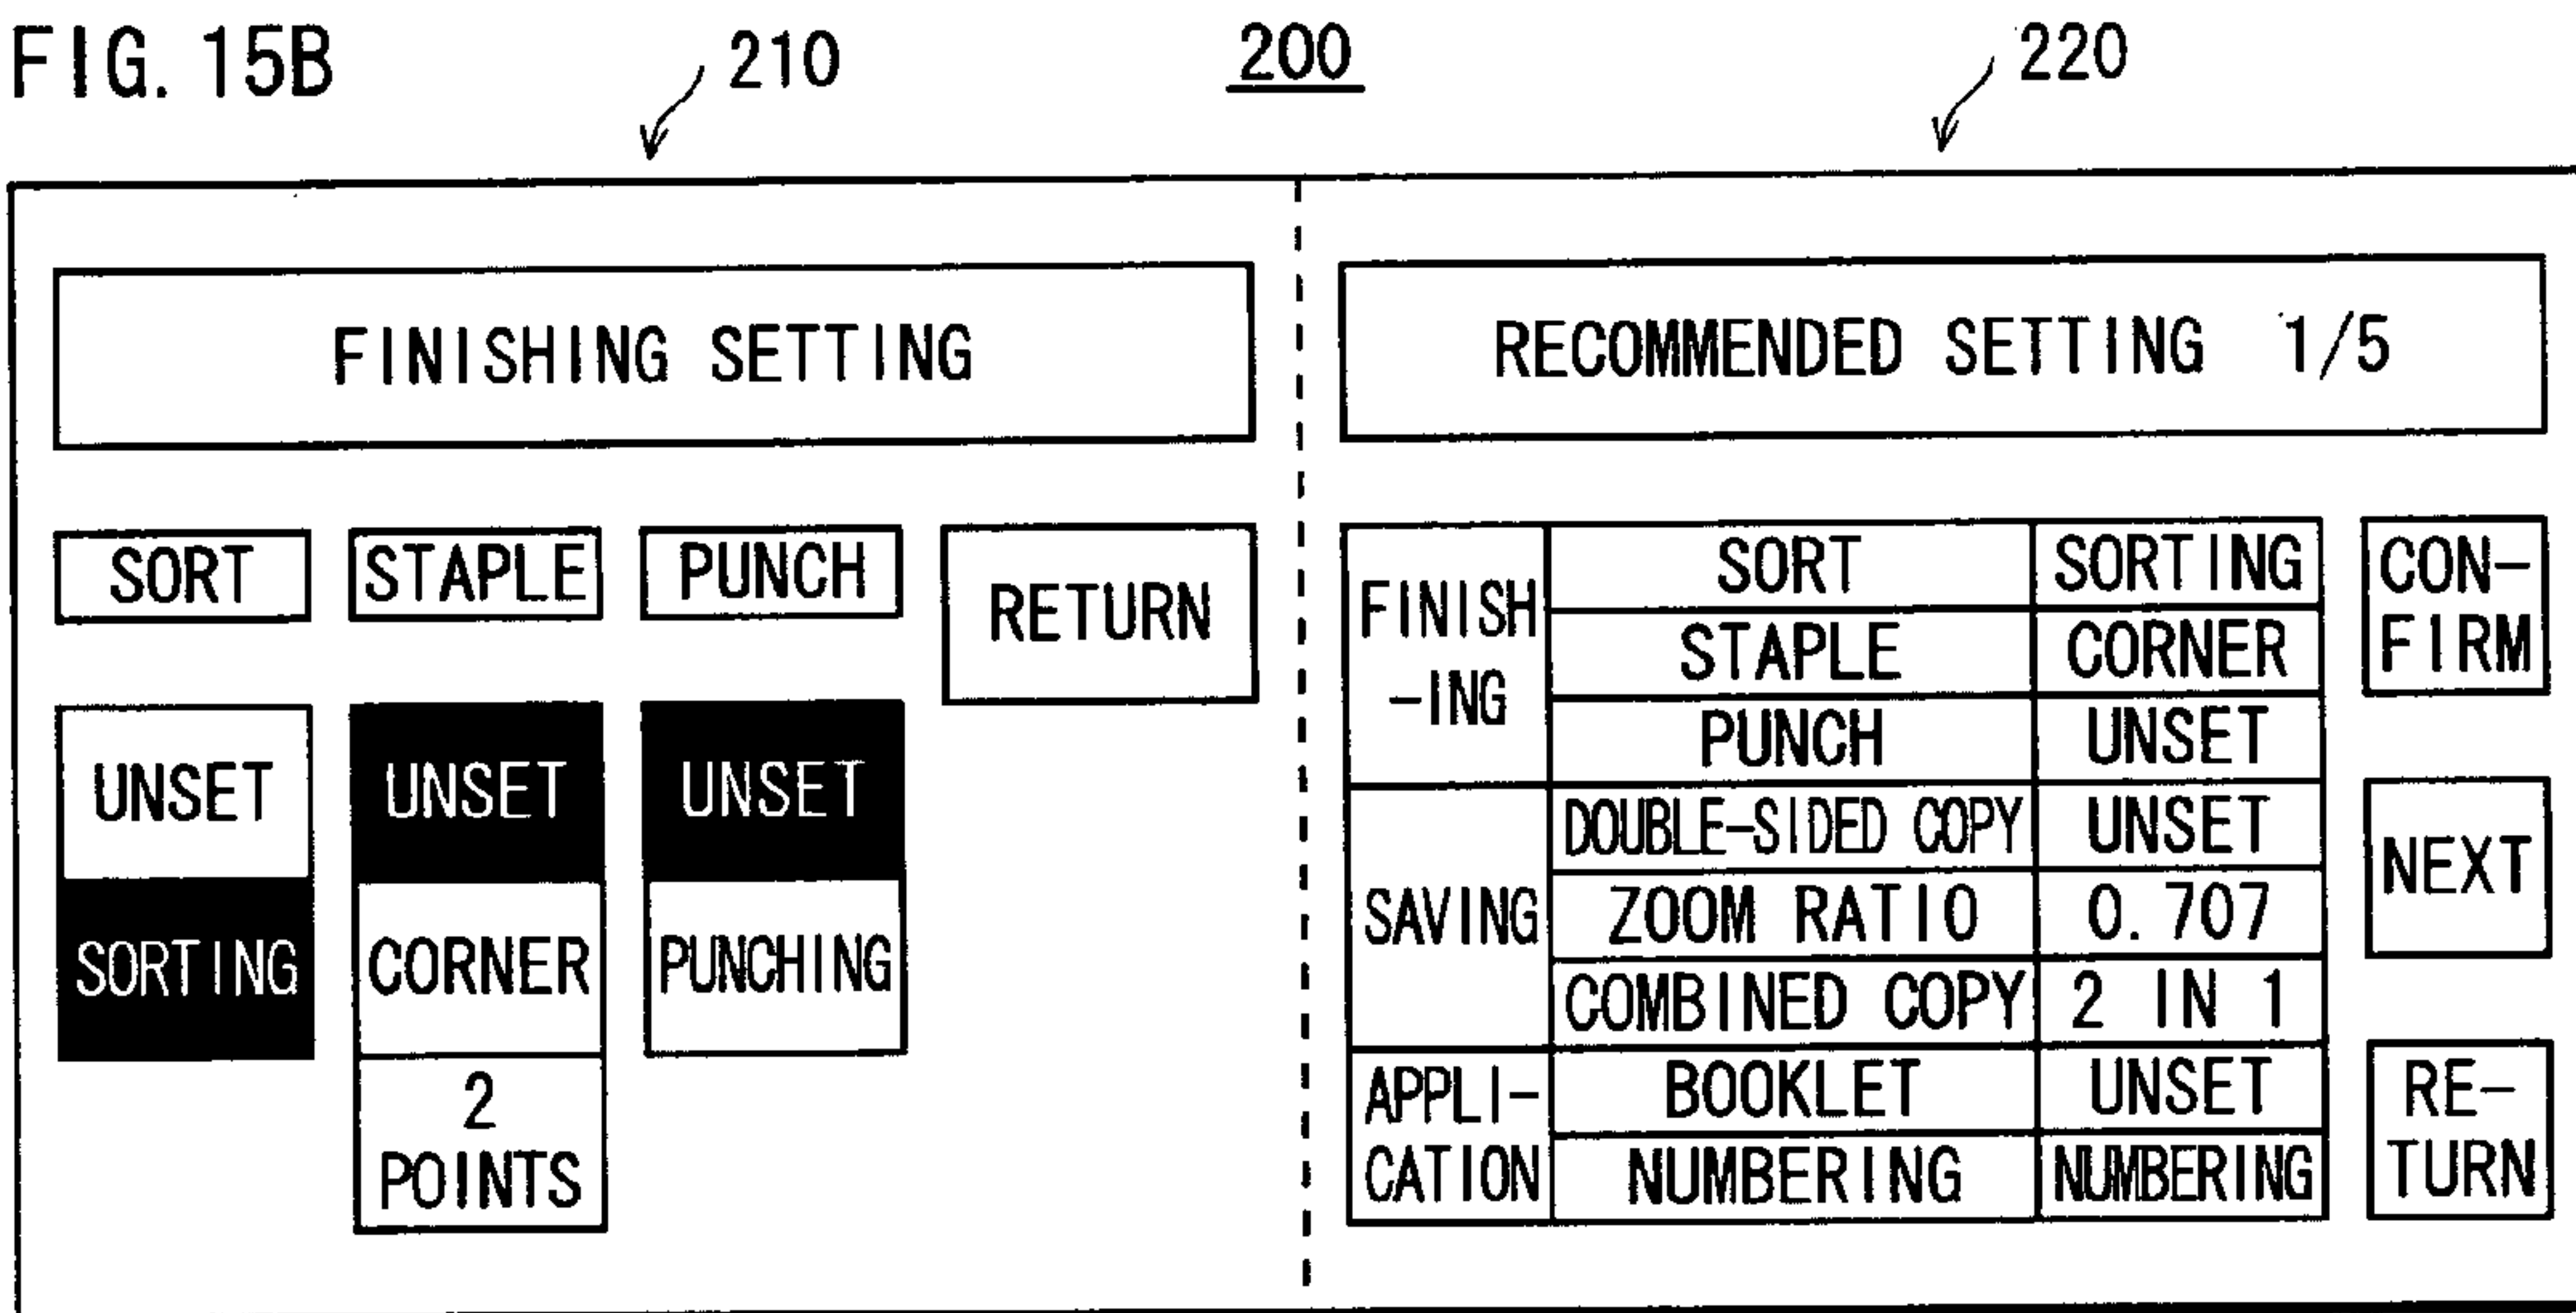 FIG. 15B
210
200
220
FINISHING SETTING
SORT
STAPLE
PUNCH
RETURN
UNSET
SORTING
UNSET
CORNER
2
POINTS
UNSET
PUNCHING
RECOMMENDED SETTING 1/5
FINISH
-ING
SORT SORTING
STAPLE CORNER
PUNCH UNSET
SAVING
DOUBLE-SIDED COPY UNSET
ZOOM RATIO 0.707
COMBINED COPY 2 IN 1
APPLI-
CATION
BOOKLET UNSET
NUMBERING NUMBERING
CON-
FIRM
NEXT
RE-
TURN